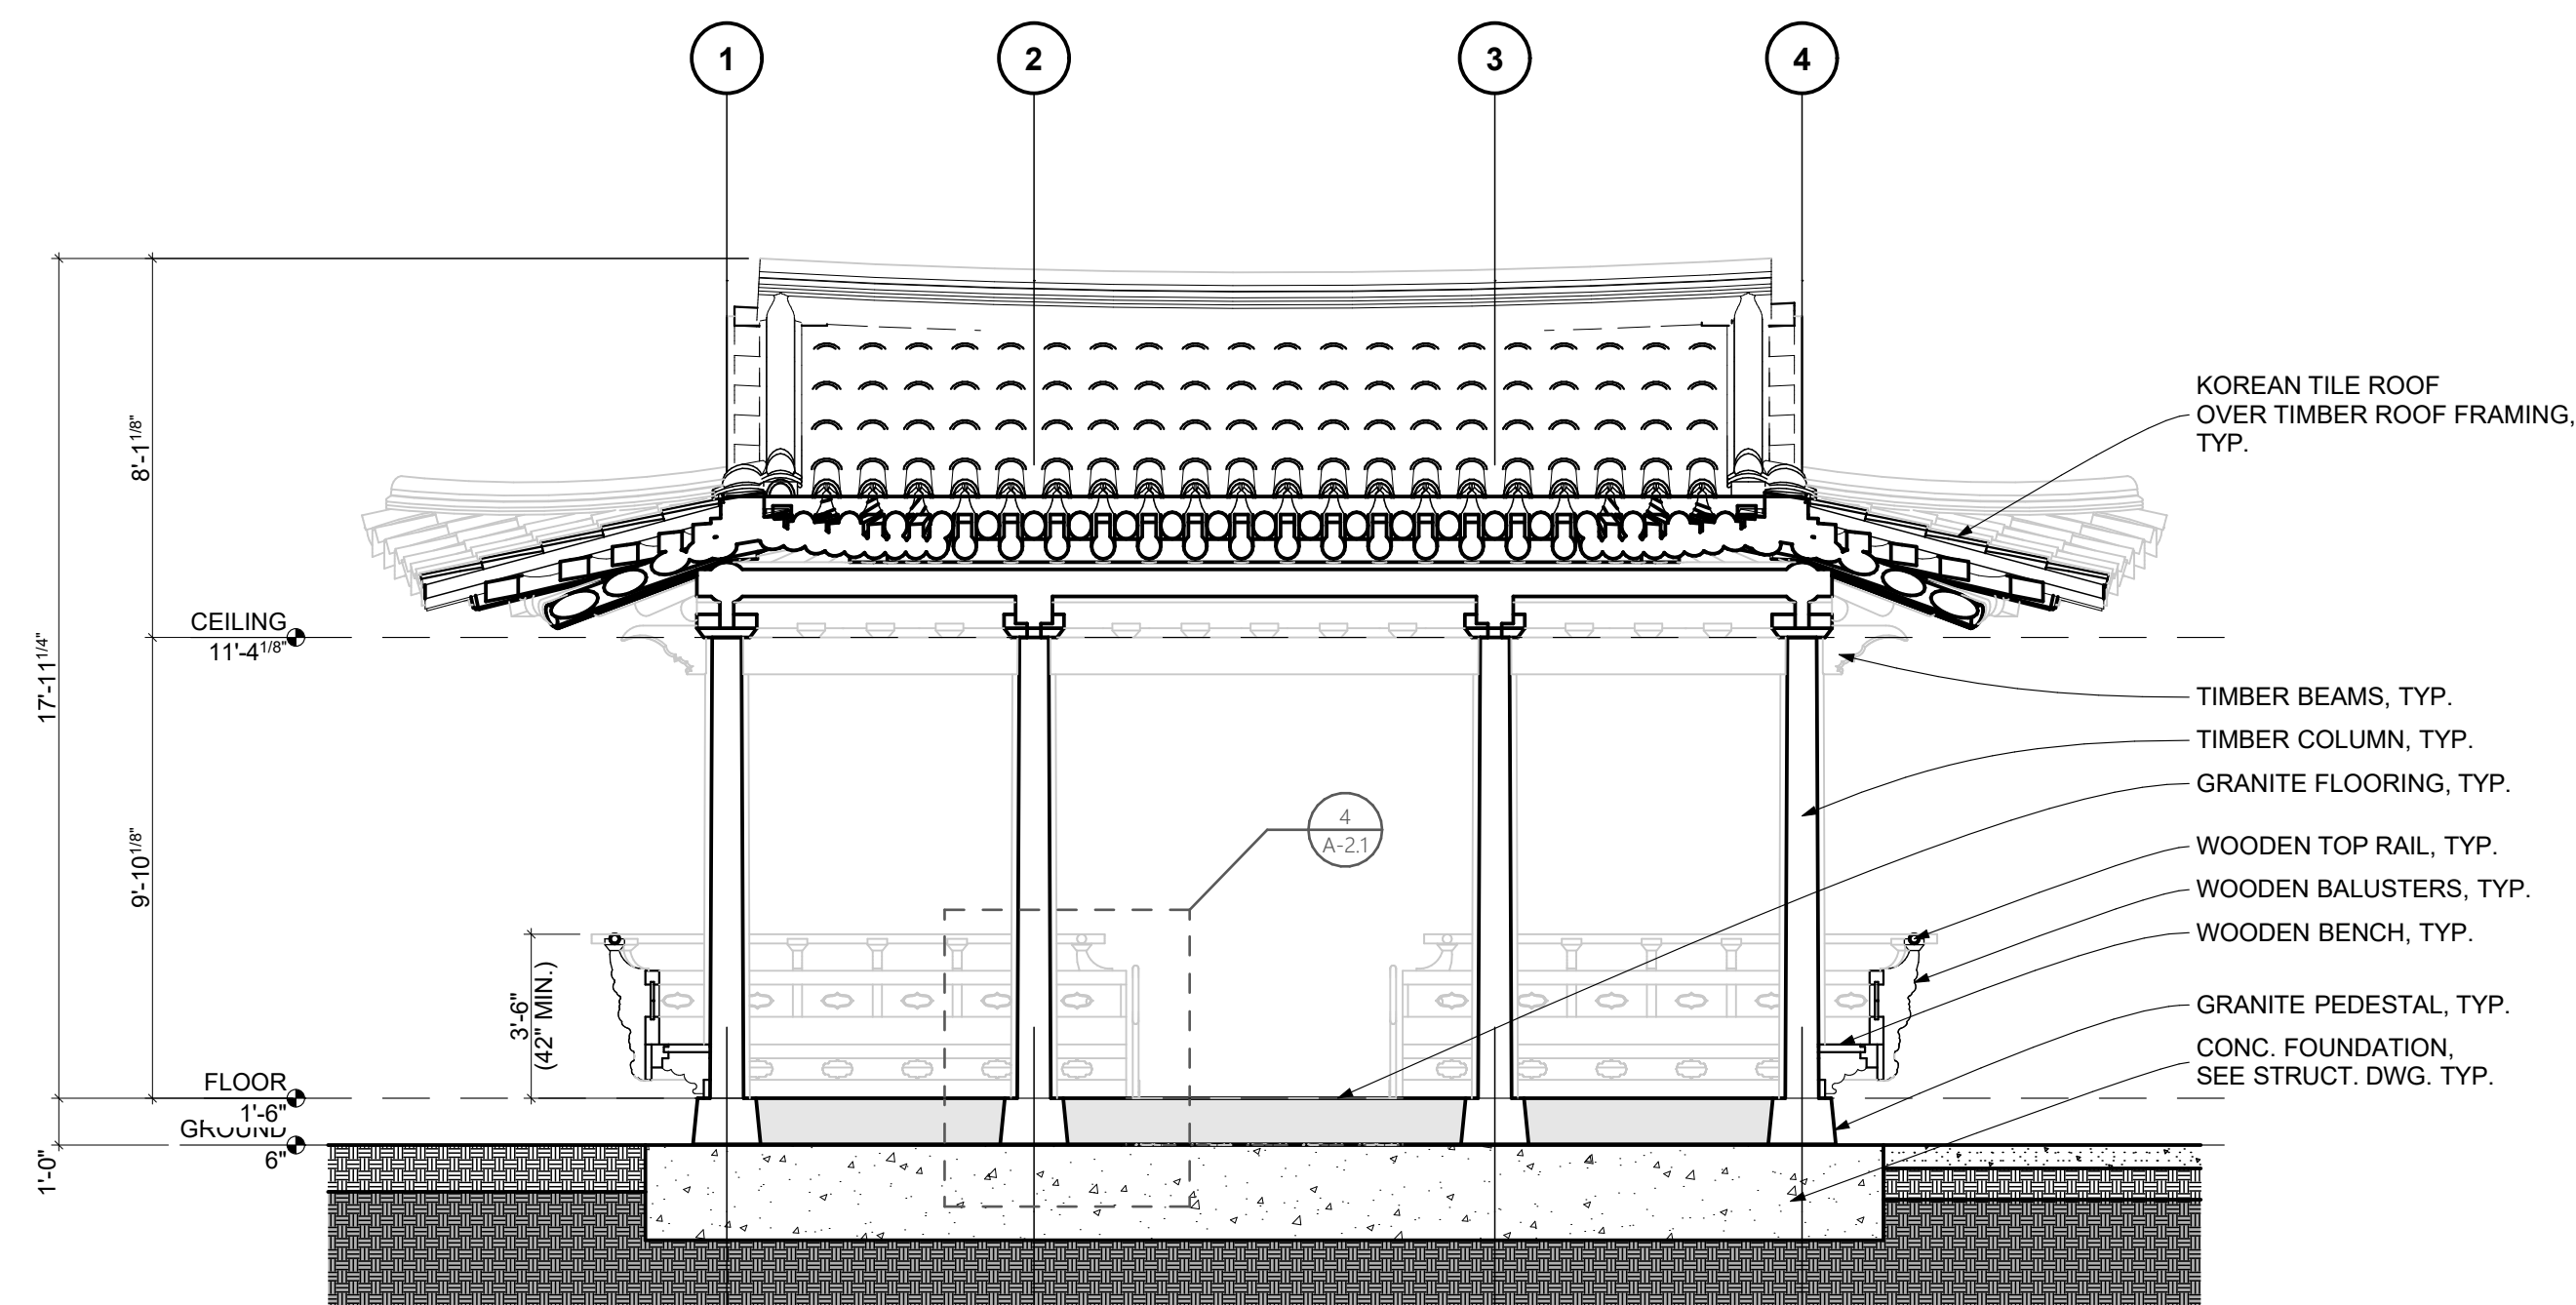 1
2
3
4
KOREAN TILE ROOF
OVER TIMBER ROOF FRAMING,
TYP.
8'-1 1/8"
17'-11 1/4"
CEILING
11'-4 1/8"
TIMBER BEAMS, TYP.
TIMBER COLUMN, TYP.
GRANITE FLOORING, TYP.
4
A-2.1
WOODEN TOP RAIL, TYP.
9'-10 1/8"
WOODEN BALUSTERS, TYP.
WOODEN BENCH, TYP.
3'-6"
(42" MIN.)
GRANITE PEDESTAL, TYP.
CONC. FOUNDATION,
SEE STRUCT. DWG. TYP.
FLOOR
1'-6"
GROUND
6"
1'-0"